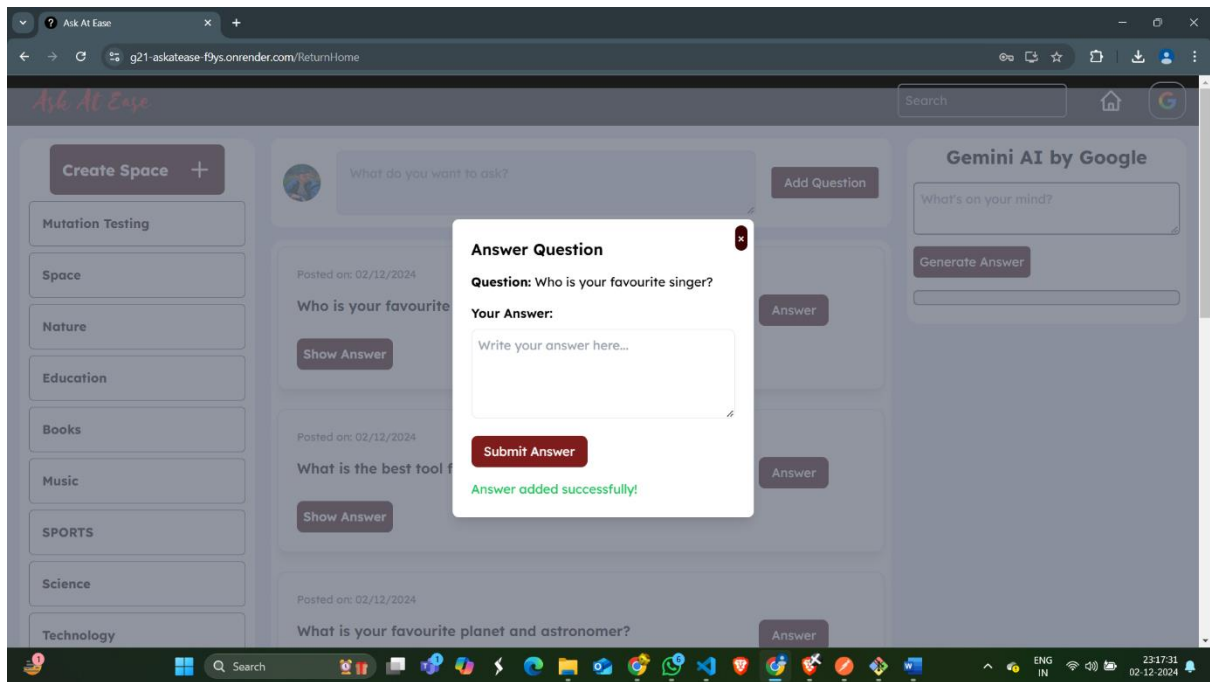 Ask At Ease
g21-askatease-f9ys.onrender.com/ReturnHome
Ask At Ease
Search
G
Create Space +
Mutation Testing
Space
Nature
Education
Books
Music
SPORTS
Science
Technology
What do you want to ask?
Add Question
Posted on: 02/12/2024
Who is your favourite
Answer
Show Answer
Posted on: 02/12/2024
What is the best tool f
Answer
Show Answer
Posted on: 02/12/2024
What is your favourite planet and astronomer?
Answer
Answer Question
×
Question: Who is your favourite singer?
Your Answer:
Write your answer here...
Submit Answer
Answer added successfully!
Gemini AI by Google
What's on your mind?
Generate Answer
Search
ENG
IN
23:17:31
02-12-2024